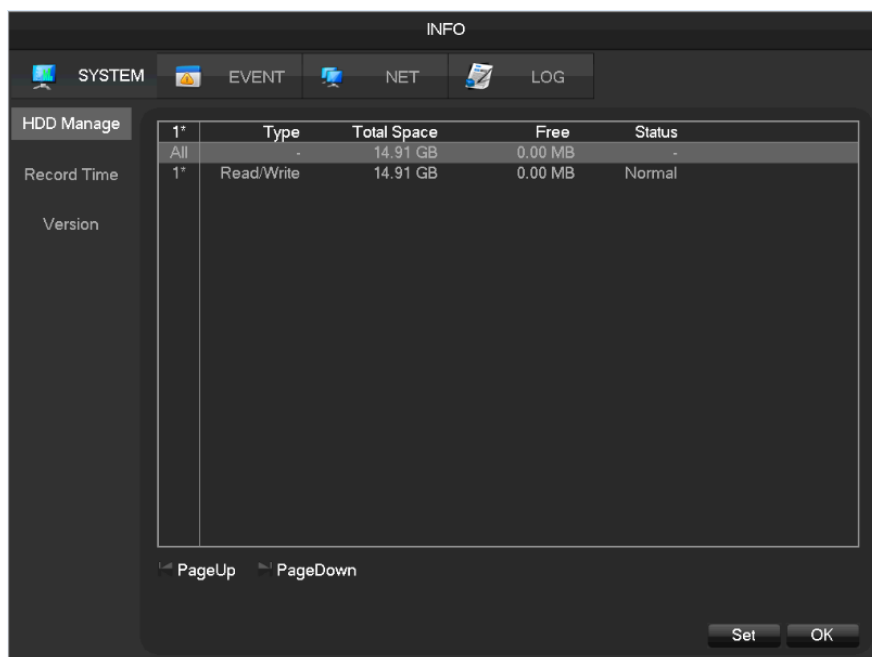 INFO
SYSTEM EVENT NET LOG
HDD Manage
Record Time
Version
1* Type Total Space Free Status
All - 14.91 GB 0.00 MB -
1* Read/Write 14.91 GB 0.00 MB Normal
PageUp PageDown
Set OK